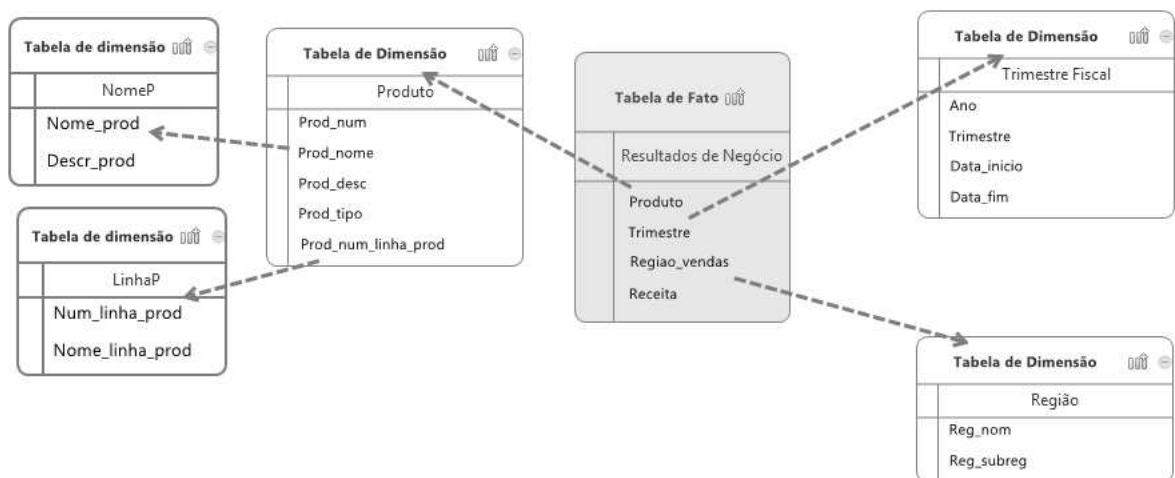 Tabela de dimensão
NomeP
Nome_prod
Descr_prod
Tabela de dimensão
LinhaP
Num_linha_prod
Nome_linha_prod
Tabela de Dimensão
Produto
Prod_num
Prod_nome
Prod_desc
Prod_tipo
Prod_num_linha_prod
Tabela de Fato
Resultados de Negócio
Produto
Trimestre
Regiao_vendas
Receita
Tabela de Dimensão
Trimestre Fiscal
Ano
Trimestre
Data_inicio
Data_fim
Tabela de Dimensão
Região
Reg_nom
Reg_subreg